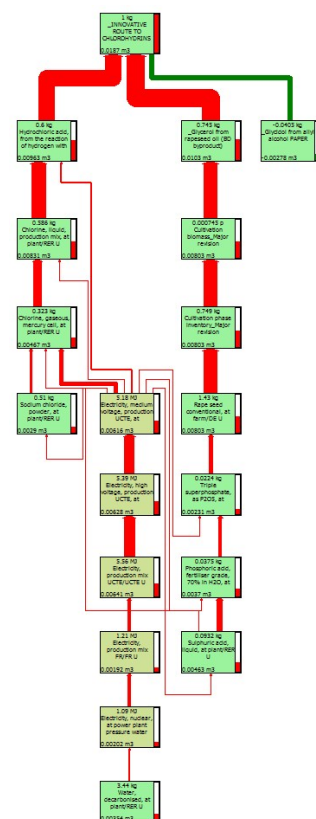 1 kg
_INNOVATIVE
ROUTE TO
CHLOROHYDRINS
0.0187 m3
0.6 kg
Hydrochloric acid,
from the reaction
of hydrogen with
0.00963 m3
0.745 kg
_Glycerol from
rapeseed oil (BD
byproduct)
0.0103 m3
-0.0403 kg
_Glycidol from allyl
alcohol PAPER
-0.00278 m3
0.586 kg
Chlorine, liquid,
production mix, at
plant/RER U
0.00831 m3
0.000745 p
Cultivation
biomass_Major
revision
0.00803 m3
0.323 kg
Chlorine, gaseous,
mercury cell, at
plant/RER U
0.00467 m3
0.749 kg
Cultivation phase
inventory_Major
revision
0.00803 m3
0.51 kg
Sodium chloride,
powder, at
plant/RER U
0.0029 m3
5.18 MJ
Electricity, medium
voltage, production
UCTE, at
0.00616 m3
1.43 kg
Rape seed
conventional, at
farm/DE U
0.00803 m3
5.39 MJ
Electricity, high
voltage, production
UCTE, at
0.00628 m3
0.0224 kg
Triple
superphosphate,
as P2O5, at
0.00231 m3
5.56 MJ
Electricity,
production mix
UCTE/UCTE U
0.00641 m3
0.0375 kg
Phosphoric acid,
fertiliser grade,
70% in H2O, at
0.0037 m3
1.21 MJ
Electricity,
production mix
FR/FR U
0.00192 m3
0.0932 kg
Sulphuric acid,
liquid, at plant/RER
U
0.00463 m3
1.09 MJ
Electricity, nuclear,
at power plant
pressure water
0.00202 m3
3.44 kg
Water,
decarbonised, at
plant/RER U